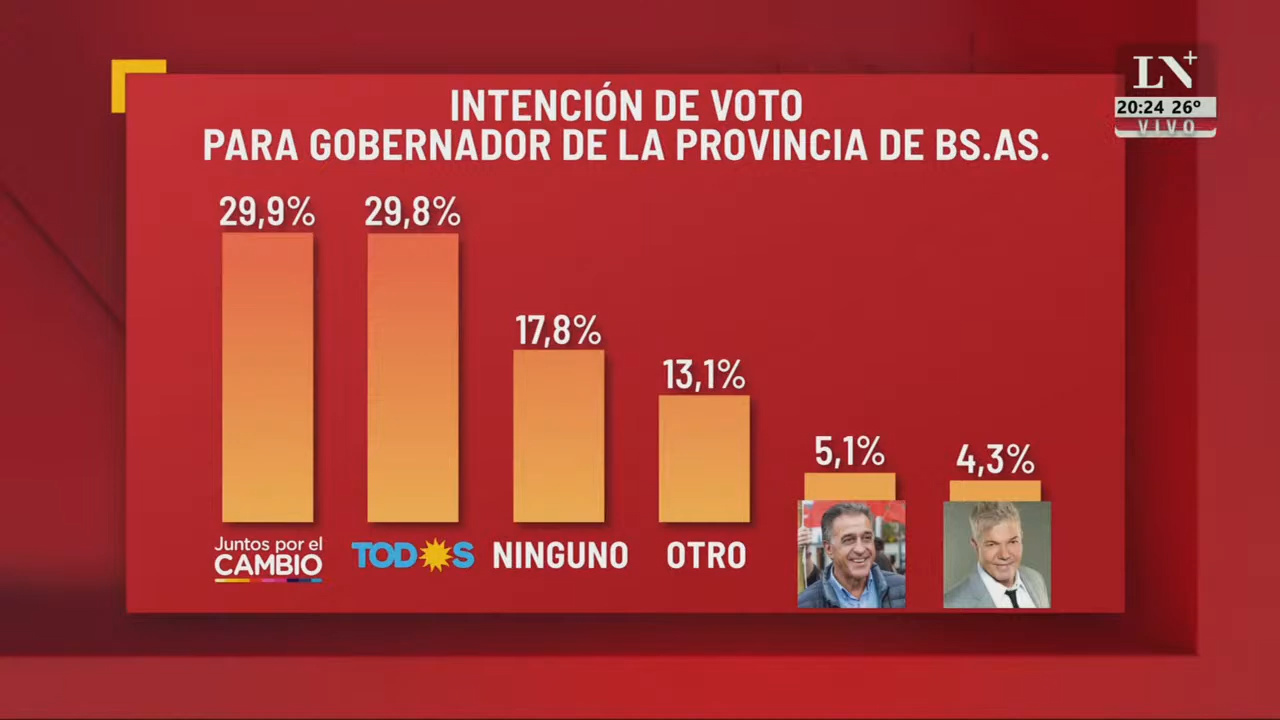 INTENCIÓN DE VOTO
PARA GOBERNADOR DE LA PROVINCIA DE BS.AS.
LN+
20:24 26º
VIVO
29,9%
29,8%
17,8%
13,1%
5,1%
4,3%
Juntos por el
CAMBIO
TODOS
NINGUNO
OTRO